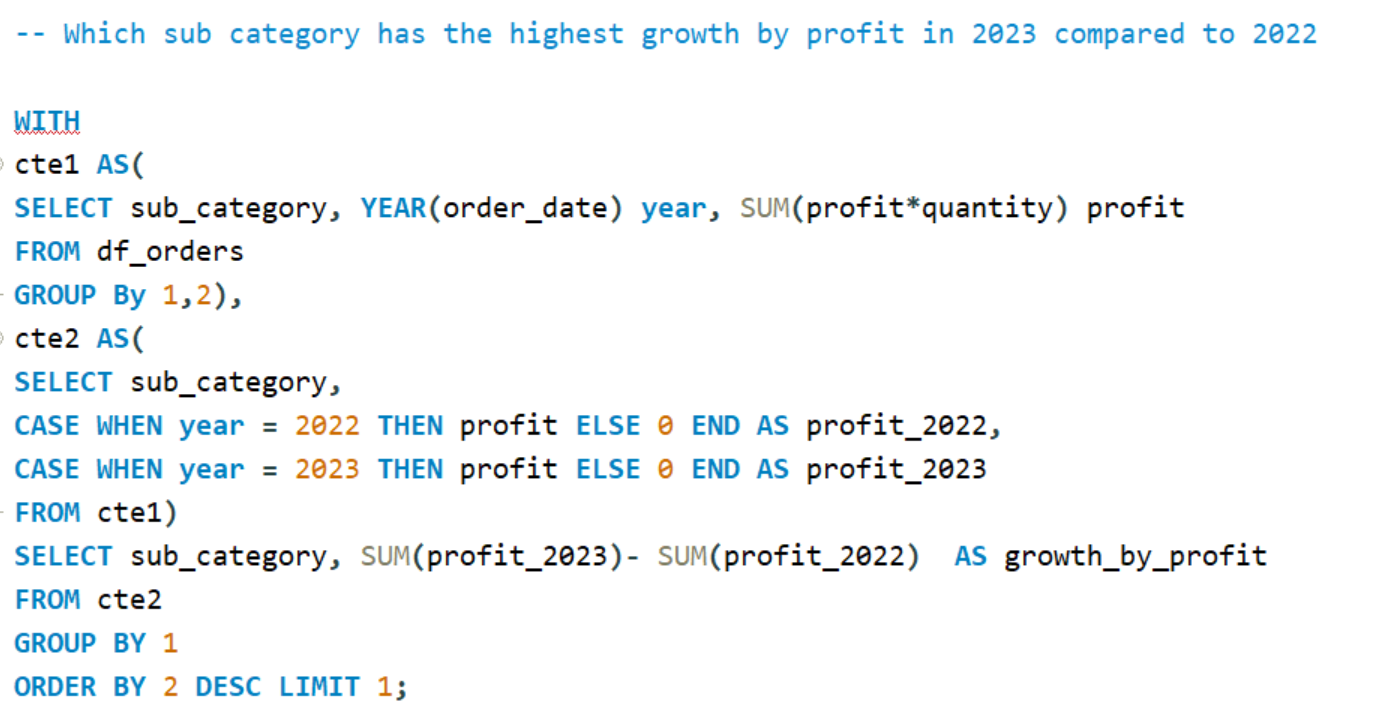 -- Which sub category has the highest growth by profit in 2023 compared to 2022
WITH
cte1 AS(
SELECT sub_category, YEAR(order_date) year, SUM(profit*quantity) profit
FROM df_orders
GROUP By 1,2),
cte2 AS(
SELECT sub_category,
CASE WHEN year = 2022 THEN profit ELSE 0 END AS profit_2022,
CASE WHEN year = 2023 THEN profit ELSE 0 END AS profit_2023
FROM cte1)
SELECT sub_category, SUM(profit_2023)- SUM(profit_2022)  AS growth_by_profit
FROM cte2
GROUP BY 1
ORDER BY 2 DESC LIMIT 1;